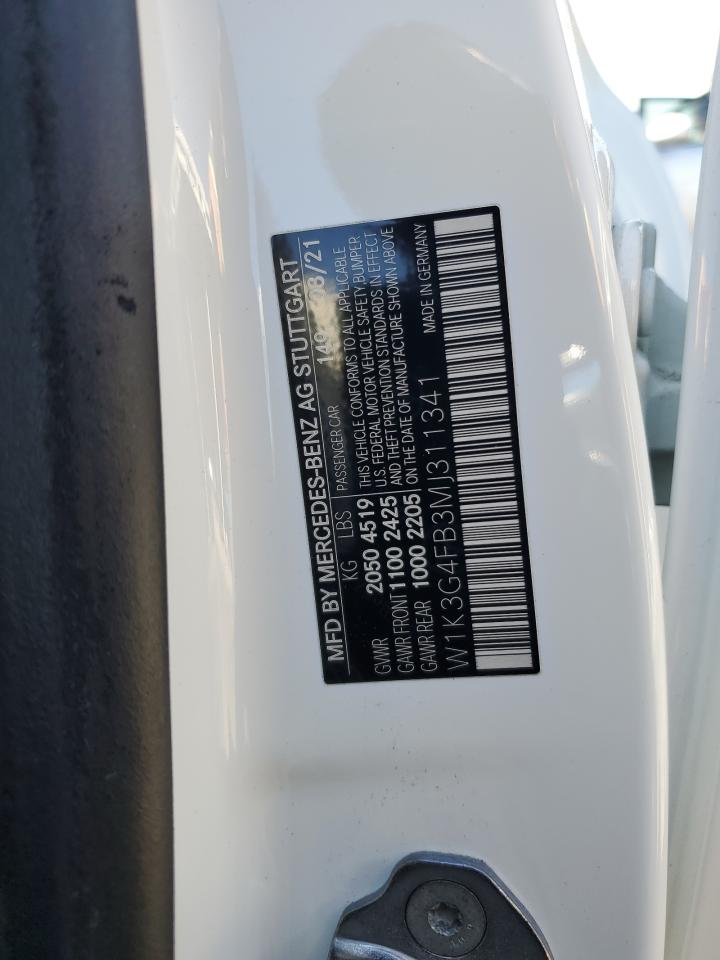 MFD BY MERCEDES-BENZ AG STUTTGART
KG LBS
GVWR 2050 4519
GAWR FRONT 1100 2425
GAWR REAR 1000 2205
08/21
PASSENGER CAR
THIS VEHICLE CONFORMS TO ALL APPLICABLE
U.S. FEDERAL MOTOR VEHICLE SAFETY, BUMPER
AND THEFT PREVENTION STANDARDS IN EFFECT
ON THE DATE OF MANUFACTURE SHOWN ABOVE
W1K3G4FB3MJ311341
MADE IN GERMANY